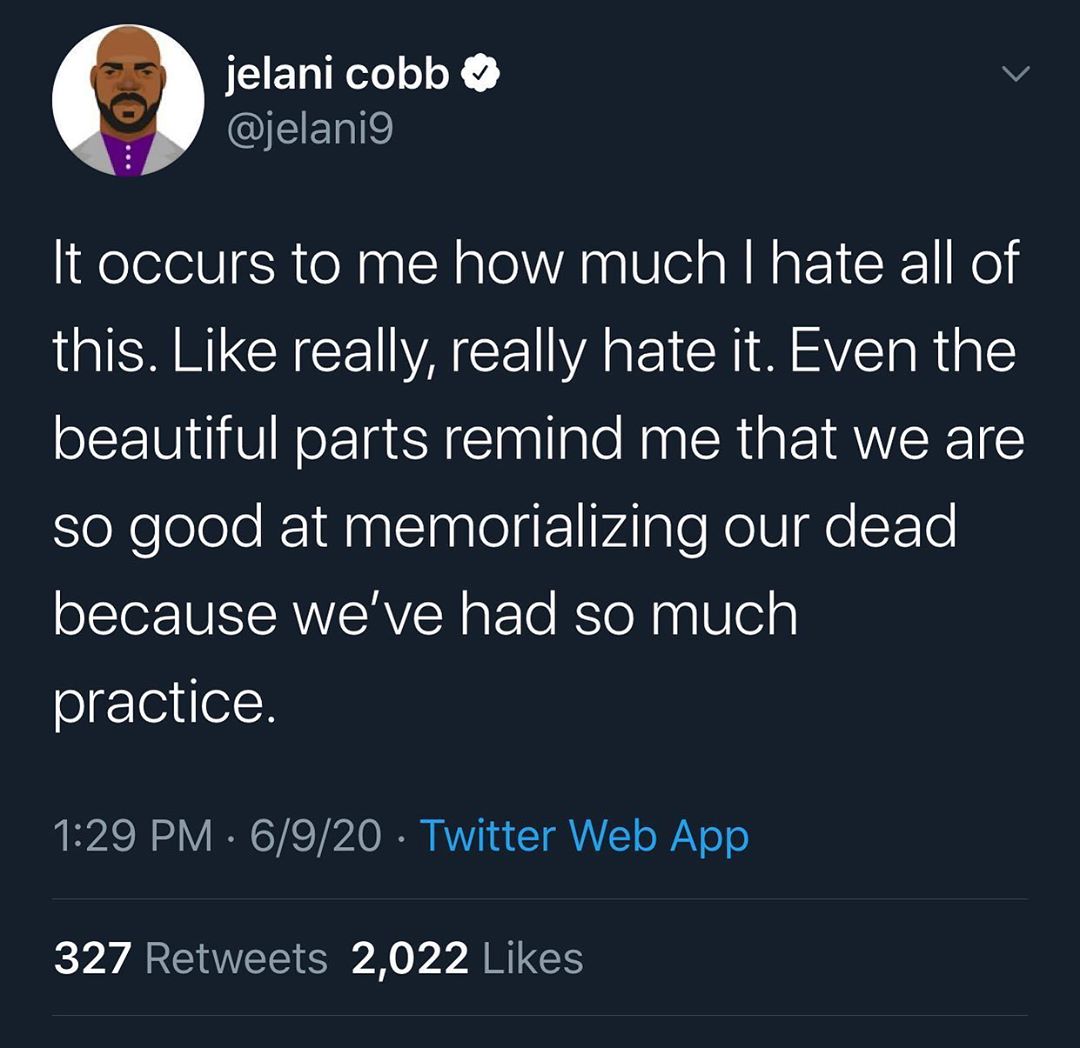 jelani cobb
@jelani9
It occurs to me how much I hate all of
this. Like really, really hate it. Even the
beautiful parts remind me that we are
so good at memorializing our dead
because we've had so much
practice.
1:29 PM · 6/9/20 · Twitter Web App
327 Retweets 2,022 Likes